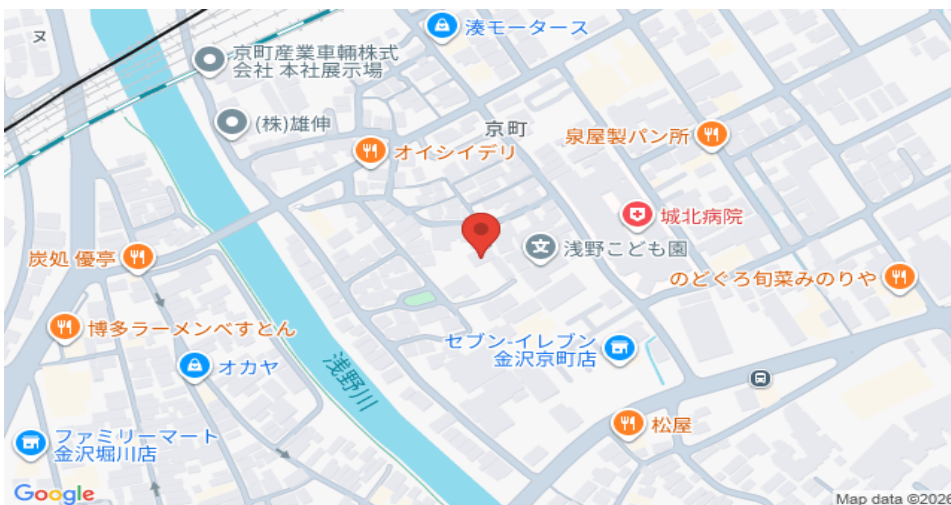 ヌ
湊モータース
京町産業車輛株式
会社 本社展示場
(株)雄伸
京町
泉屋製パン所
オイシイデリ
城北病院
浅野こども園
炭処 優亭
のどぐろ旬菜みのりや
博多ラーメンべすとん
セブン-イレブン
金沢京町店
オカヤ
浅野川
松屋
ファミリーマート
金沢堀川店
Google
Map data ©2026